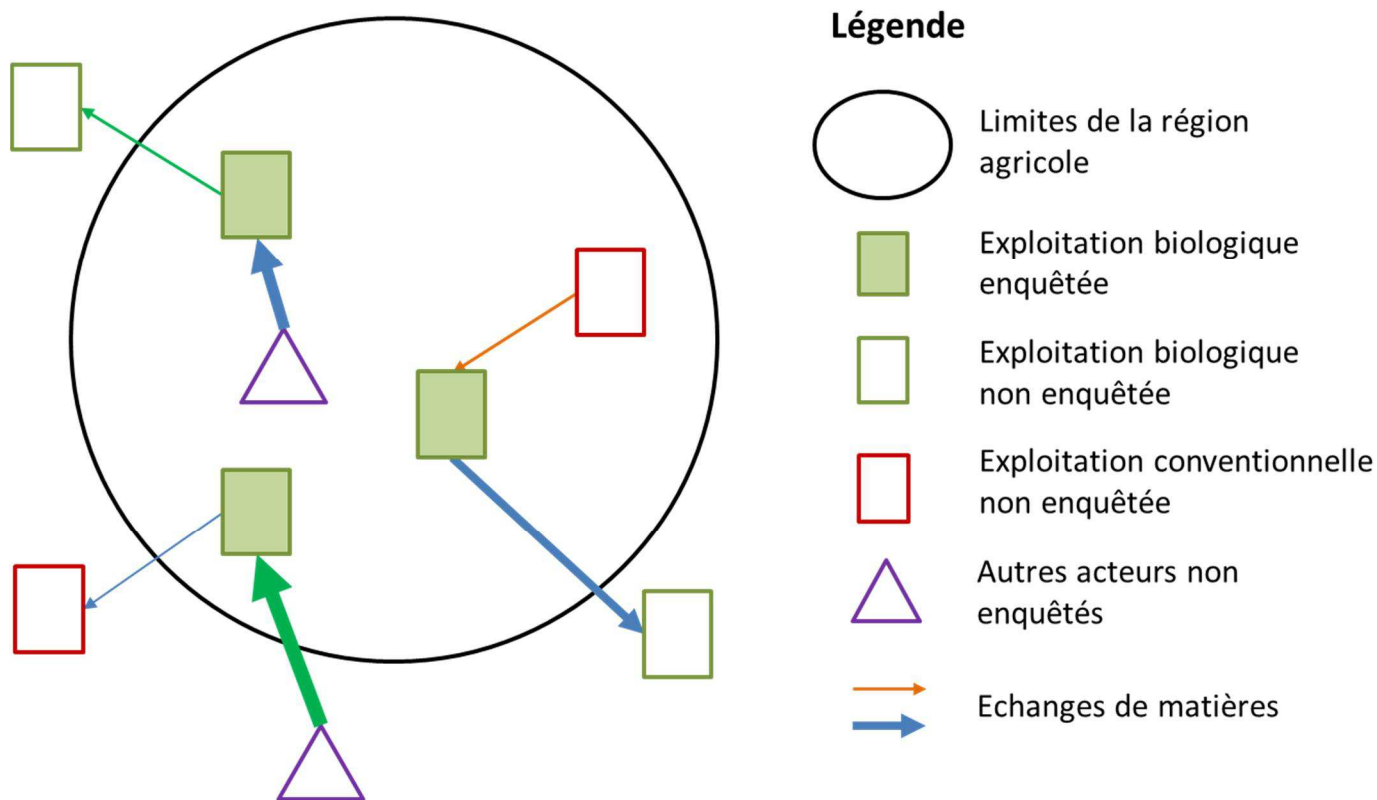 Légende
Limites de la région
agricole
Exploitation biologique
enquêtée
Exploitation biologique
non enquêtée
Exploitation conventionnelle
non enquêtée
Autres acteurs non
enquêtés
Echanges de matières